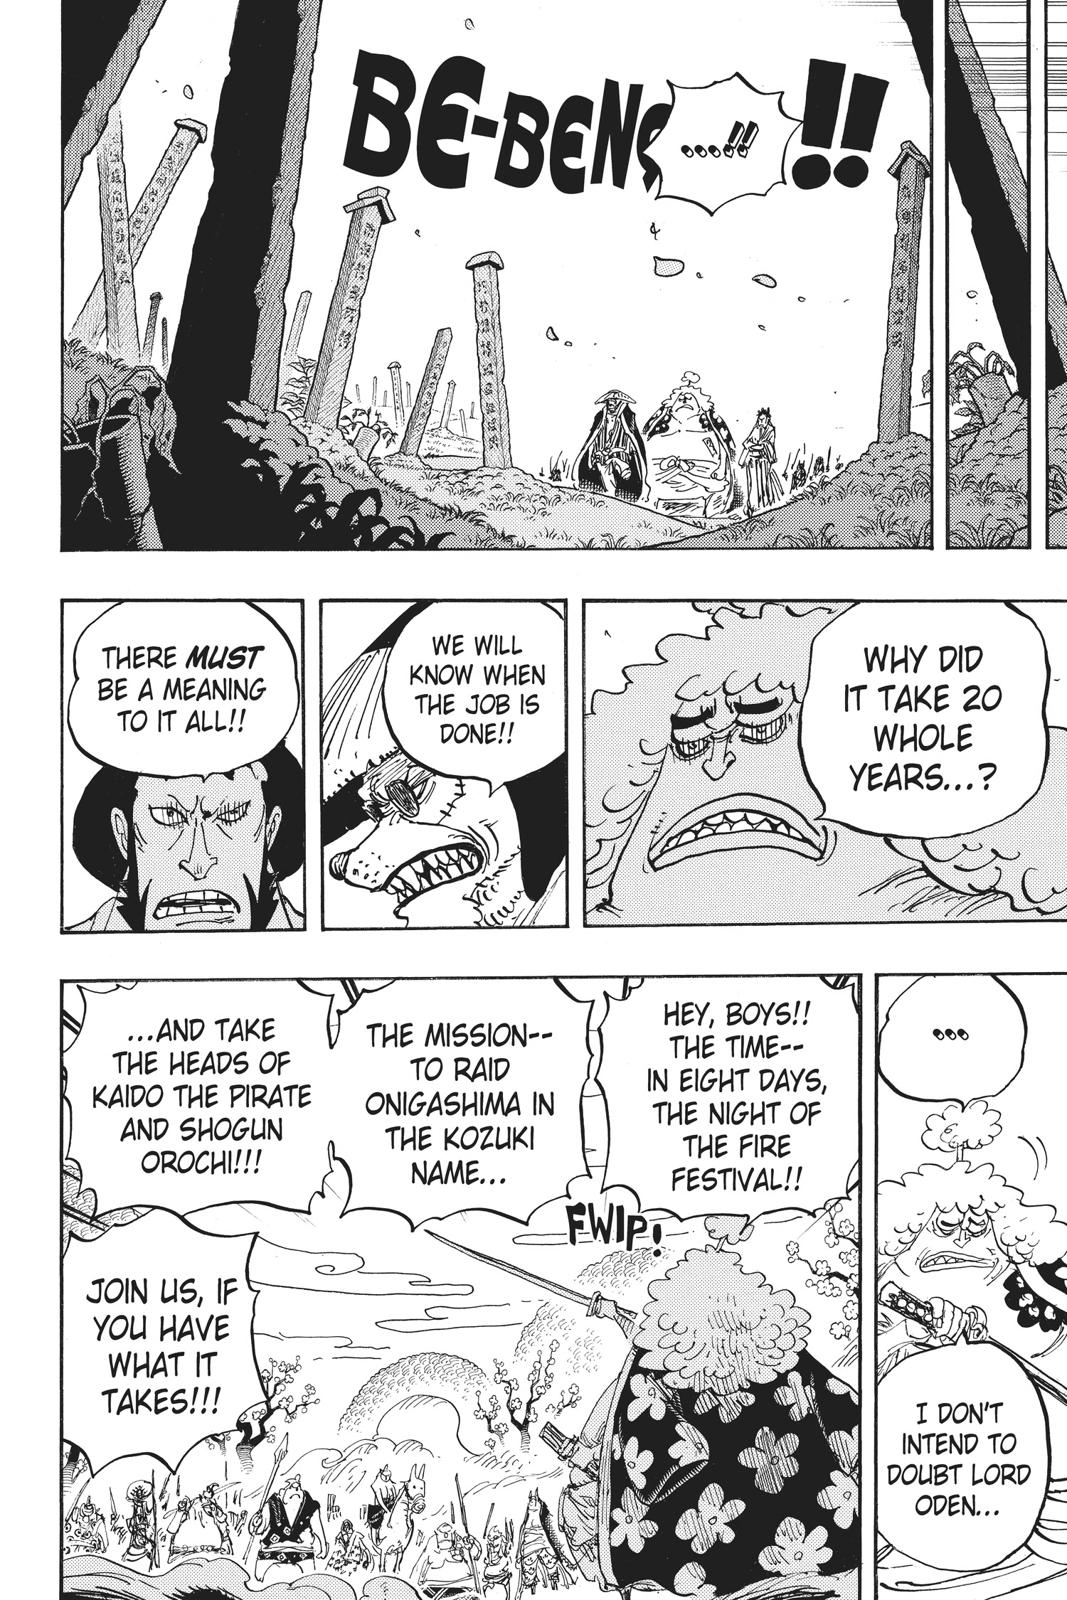 BE-BENG
....!!
!!
WHY DID
IT TAKE 20
WHOLE
YEARS...?
WE WILL
KNOW WHEN
THE JOB IS
DONE!!
THERE MUST
BE A MEANING
TO IT ALL!!
...
I DON'T
INTEND TO
DOUBT LORD
ODEN...
HEY, BOYS!!
THE TIME--
IN EIGHT DAYS,
THE NIGHT OF
THE FIRE
FESTIVAL!!
THE MISSION--
TO RAID
ONIGASHIMA IN
THE KOZUKI
NAME...
...AND TAKE
THE HEADS OF
KAIDO THE PIRATE
AND SHOGUN
OROCHI!!!
FWIP!
JOIN US, IF
YOU HAVE
WHAT IT
TAKES!!!